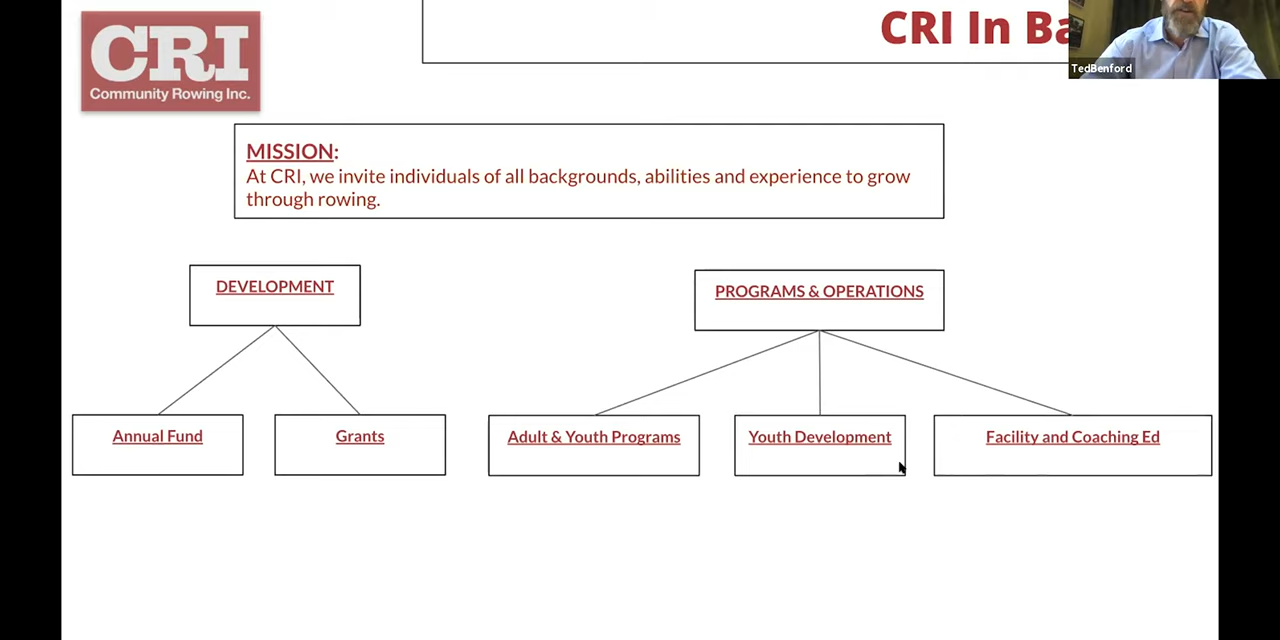 CRI
Community Rowing Inc.
CRI In Ba
TedBenford
MISSION:
At CRI, we invite individuals of all backgrounds, abilities and experience to grow
through rowing.
DEVELOPMENT
PROGRAMS & OPERATIONS
Annual Fund
Grants
Adult & Youth Programs
Youth Development
Facility and Coaching Ed